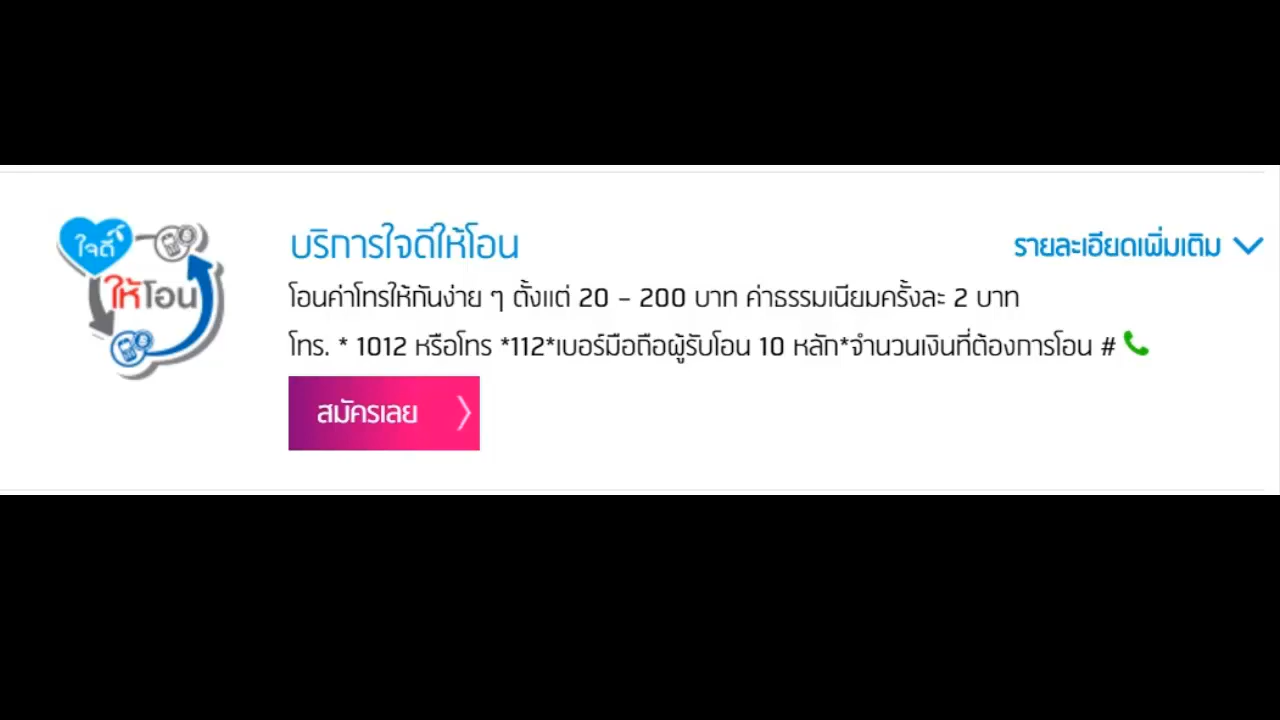 ใจดี
ให้โอน
บริการใจดีให้โอน
รายละเอียดเพิ่มเติม
โอนค่าโทรให้กันง่าย ๆ ตั้งแต่ 20 – 200 บาท ค่าธรรมเนียมครั้งละ 2 บาท
โทร. * 1012 หรือโทร *112*เบอร์มือถือผู้รับโอน 10 หลัก*จำนวนเงินที่ต้องการโอน #
สมัครเลย